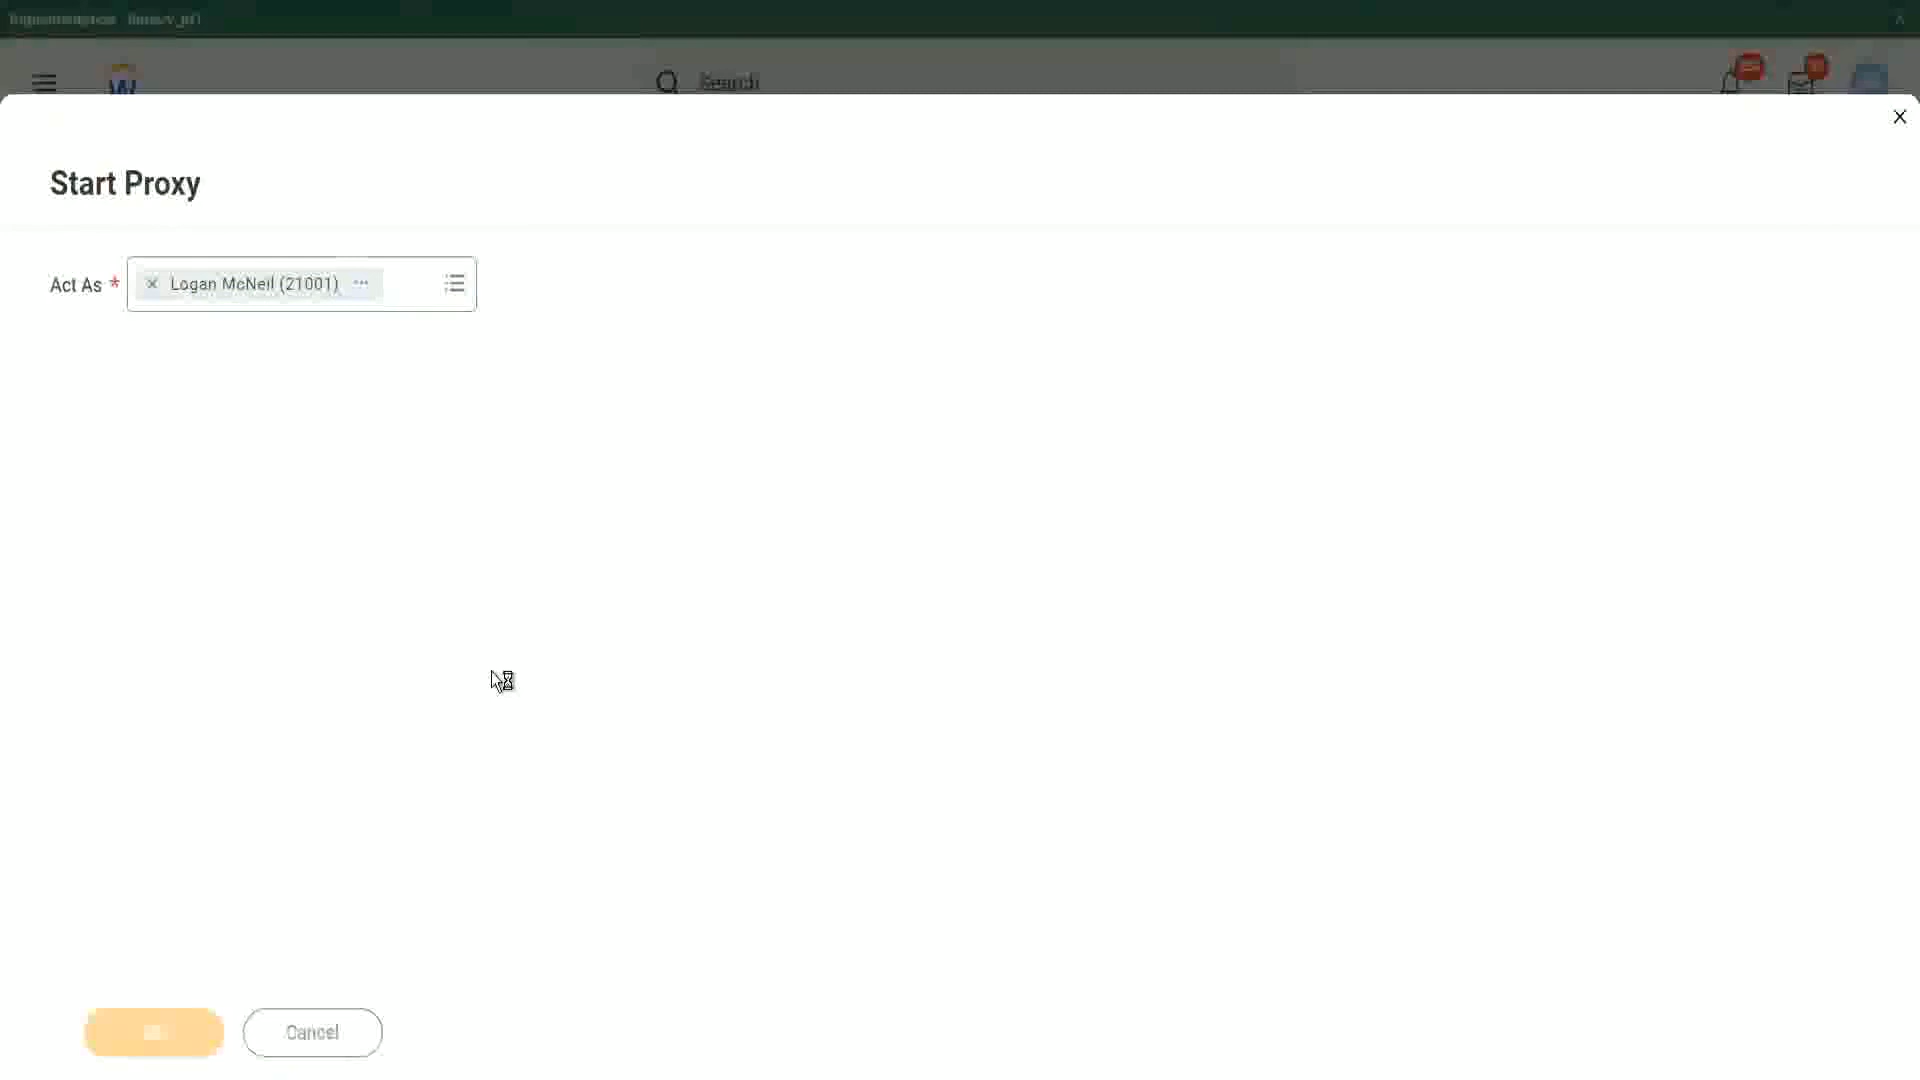 Search
Start Proxy
Act As *
Logan McNeil (21001)
Cancel